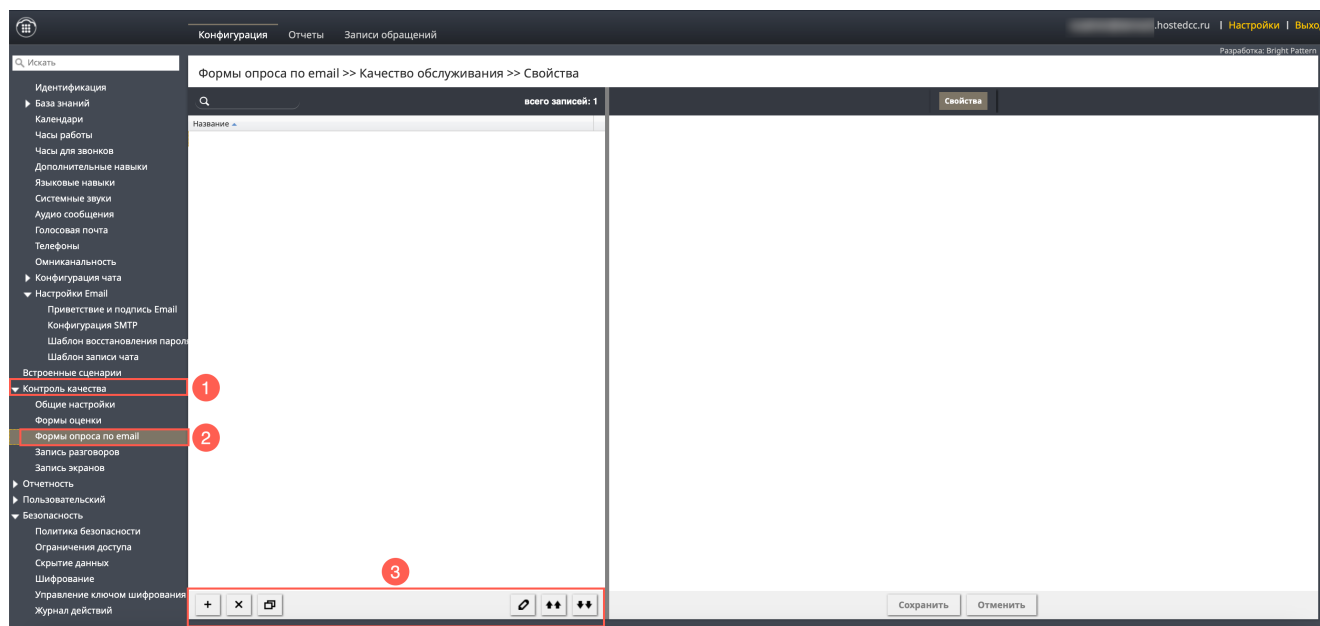 .hostedcc.ru | Настройки | Выхо
Конфигурация Отчеты Записи обращений
Разработка: Bright Pattern
Искать
Формы опроса по email >> Качество обслуживания >> Свойства
Идентификация
База знаний
всего записей: 1
Свойства
Календари
Название
Часы работы
Часы для звонков
Дополнительные навыки
Языковые навыки
Системные звуки
Аудио сообщения
Голосовая почта
Телефоны
Омниканальность
Конфигурация чата
Настройки Email
Приветствие и подпись Email
Конфигурация SMTP
Шаблон восстановления парол
Шаблон записи чата
Встроенные сценарии
Контроль качества
1
Общие настройки
Формы оценки
Формы опроса по email
2
Запись разговоров
Запись экранов
Отчетность
Пользовательский
Безопасность
Политика безопасности
Ограничения доступа
Скрытие данных
3
Шифрование
Управление ключом шифрования
Журнал действий
Сохранить Отменить